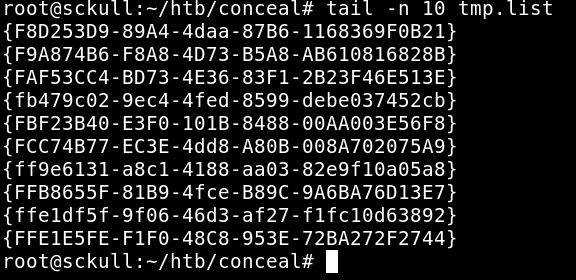 root@sckull:~/htb/conceal# tail -n 10 tmp.list
{F8D253D9-89A4-4daa-87B6-1168369F0B21}
{F9A874B6-F8A8-4D73-B5A8-AB610816828B}
{FAF53CC4-BD73-4E36-83F1-2B23F46E513E}
{fb479c02-9ec4-4fed-8599-debe037452cb}
{FBF23B40-E3F0-101B-8488-00AA003E56F8}
{FCC74B77-EC3E-4dd8-A80B-008A702075A9}
{ff9e6131-a8c1-4188-aa03-82e9f10a05a8}
{FFB8655F-81B9-4fce-B89C-9A6BA76D13E7}
{ffe1df5f-9f06-46d3-af27-f1fc10d63892}
{FFE1E5FE-F1F0-48C8-953E-72BA272F2744}
root@sckull:~/htb/conceal#